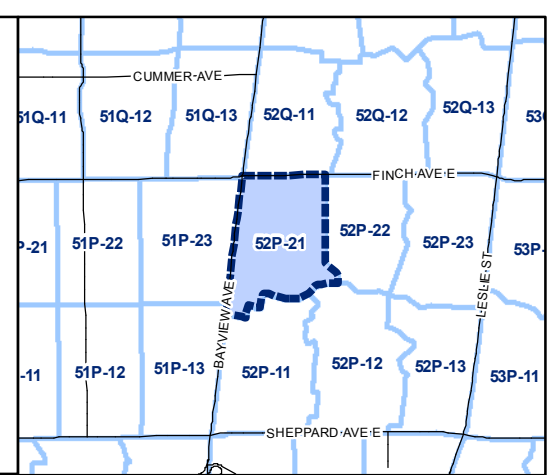 CUMMER AVE
51Q-11
51Q-12
51Q-13
52Q-11
52Q-12
52Q-13
FINCH AVE E
51P-22
51P-23
52P-21
52P-22
52P-23
53P-
P-21
BAYVIEW AVE
LESLIE ST
-11
51P-12
51P-13
52P-11
52P-12
52P-13
53P-11
SHEPPARD AVE E